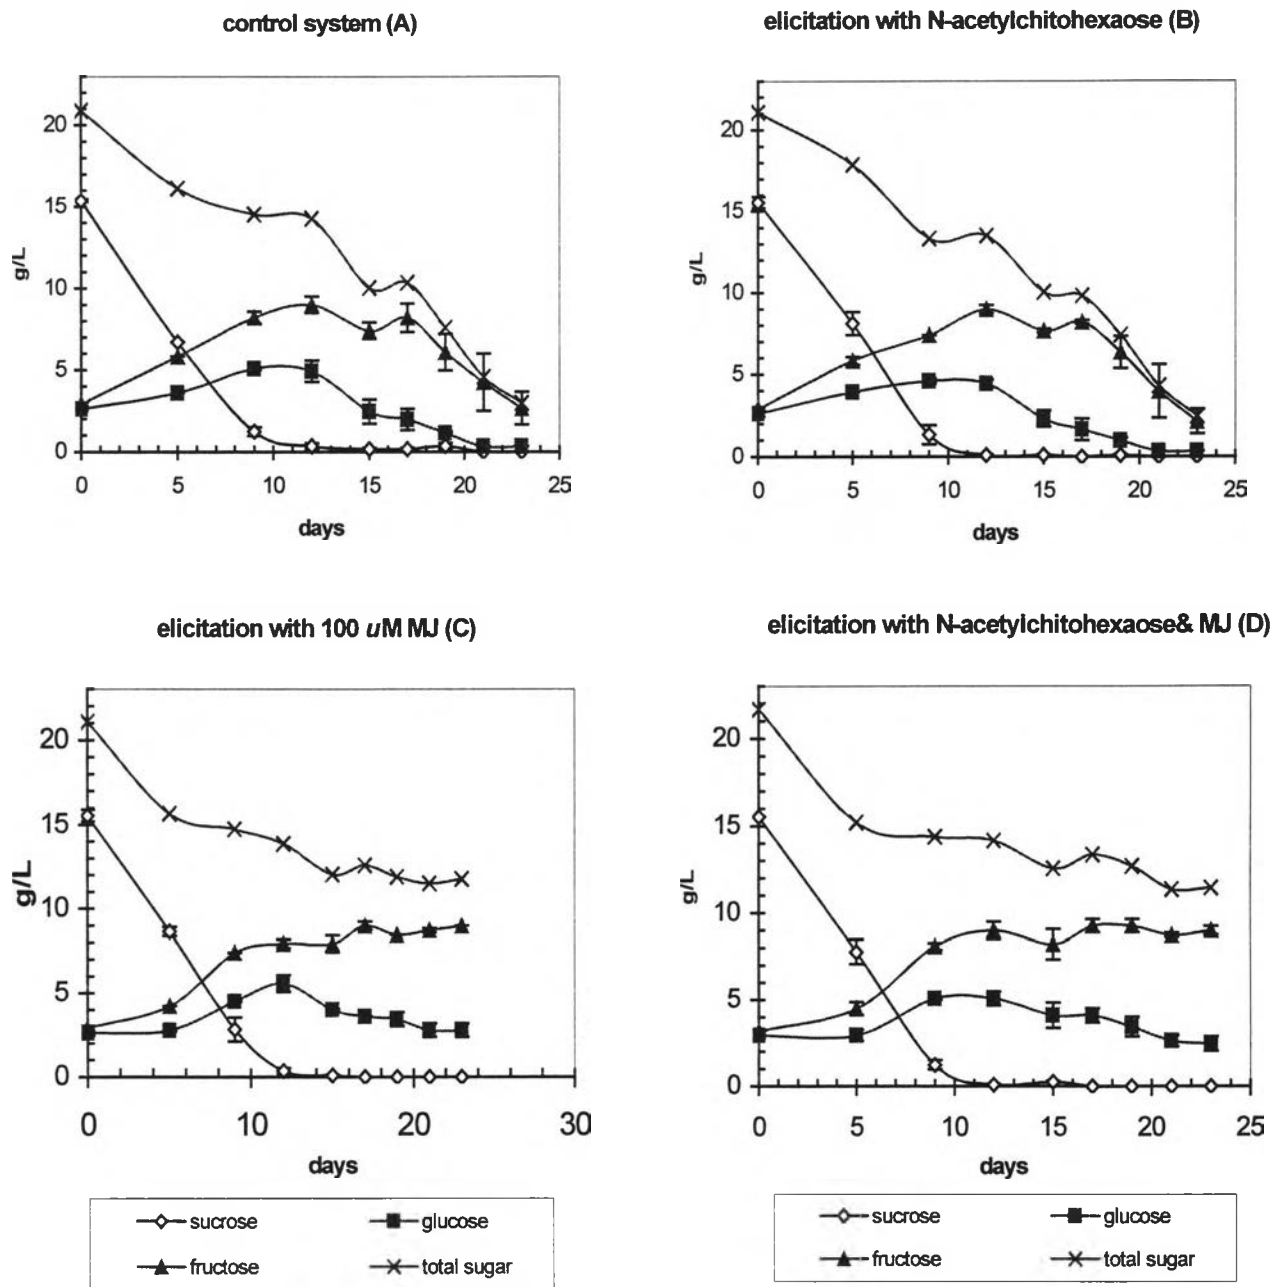 control system (A)
20
15
10
5
0
g/L
0 5 10 15 20 25
days
elicitation with N-acetylchitohexaose (B)
20
15
10
5
0
g/L
0 5 10 15 20 25
days
elicitation with 100 uM MJ (C)
20
15
10
5
0
g/L
0 10 20 30
days
sucrose glucose
fructose total sugar
elicitation with N-acetylchitohexaose& MJ (D)
20
15
10
5
0
g/L
0 5 10 15 20 25
days
sucrose glucose
fructose total sugar